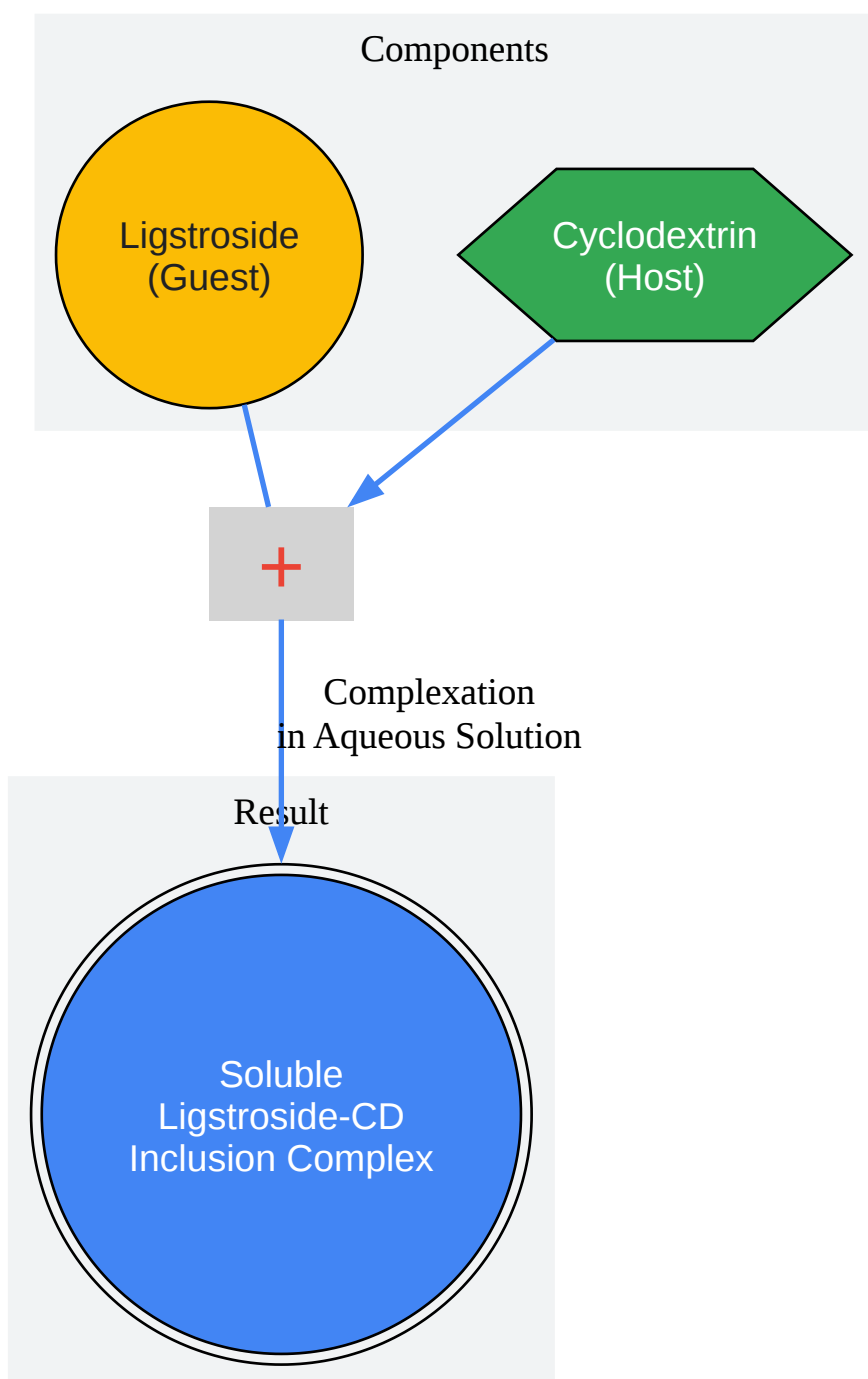 Components
Ligstroside
(Guest)
Cyclodextrin
(Host)
+
Complexation
in Aqueous Solution
Result
Soluble
Ligstroside-CD
Inclusion Complex